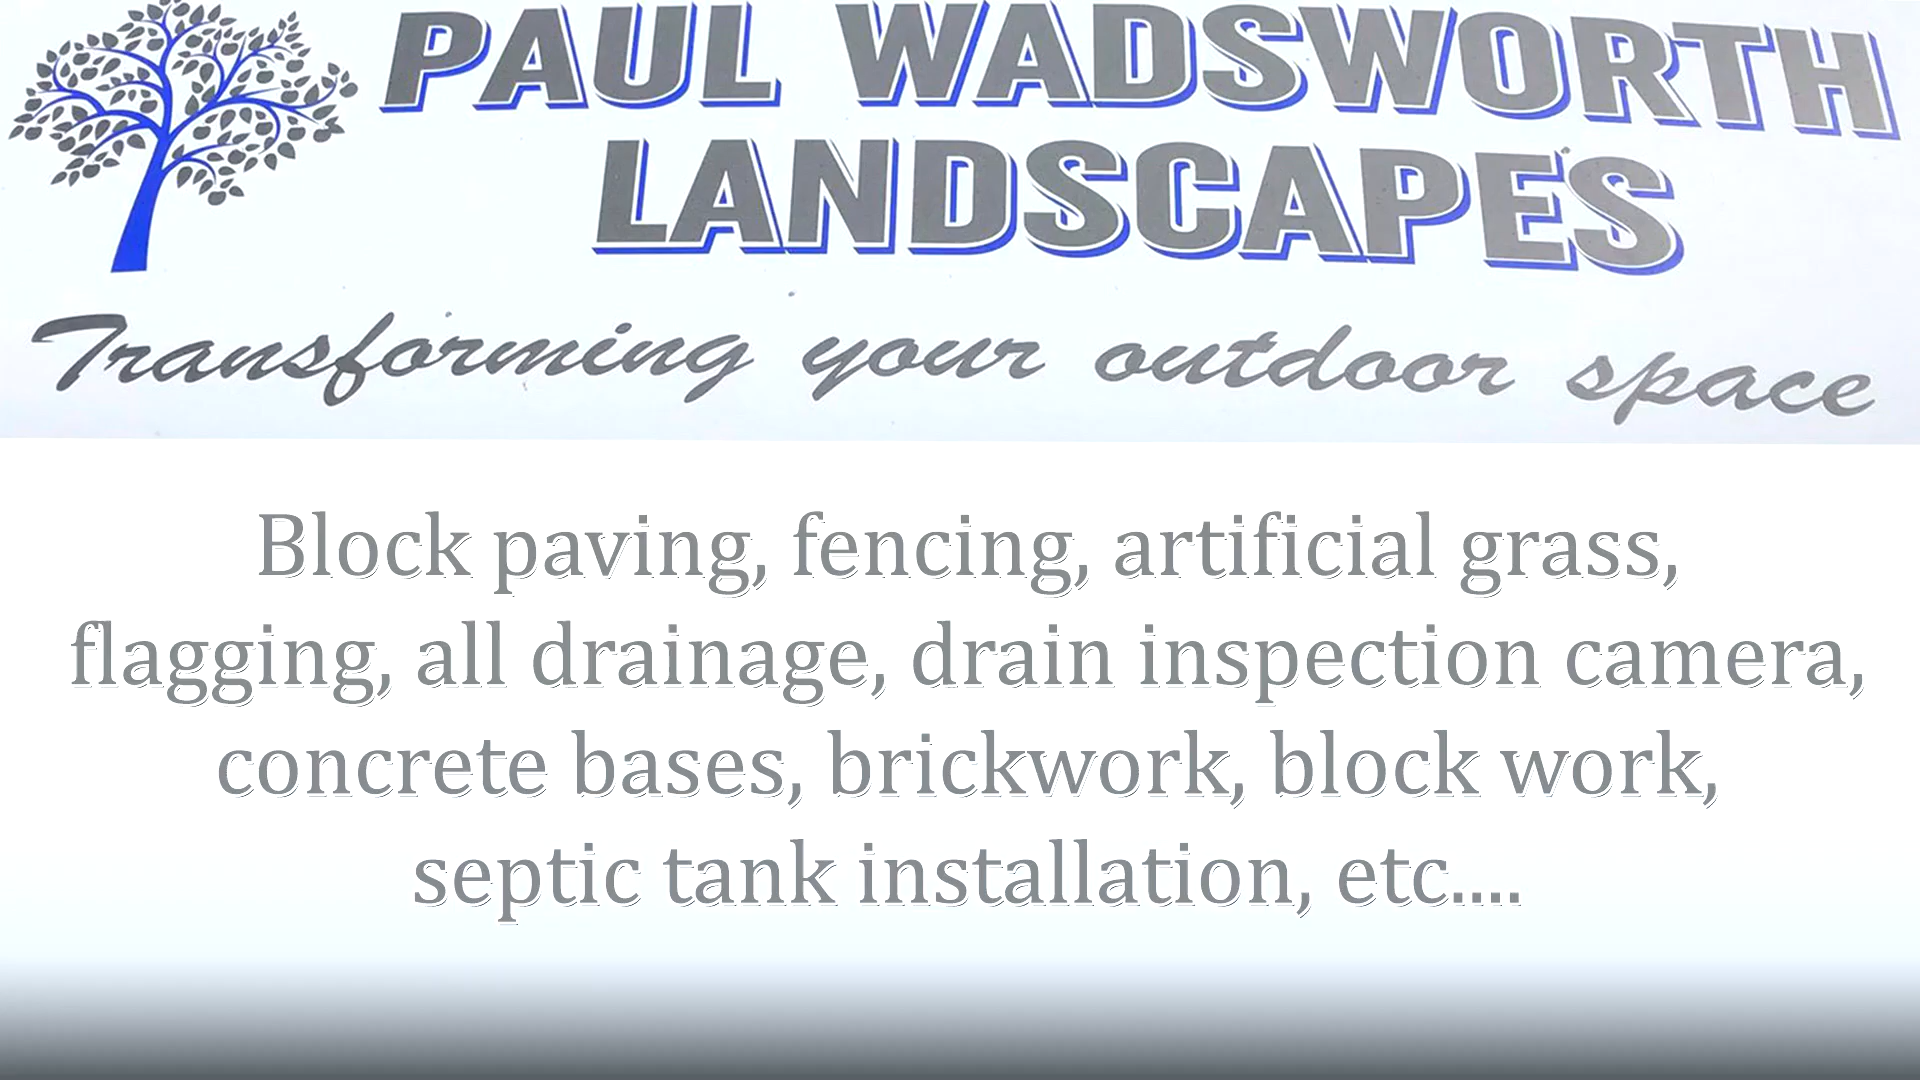 PAUL WADSWORTH
LANDSCAPES
Transforming your outdoor space
Block paving, fencing, artificial grass,
flagging, all drainage, drain inspection camera,
concrete bases, brickwork, block work,
septic tank installation, etc....